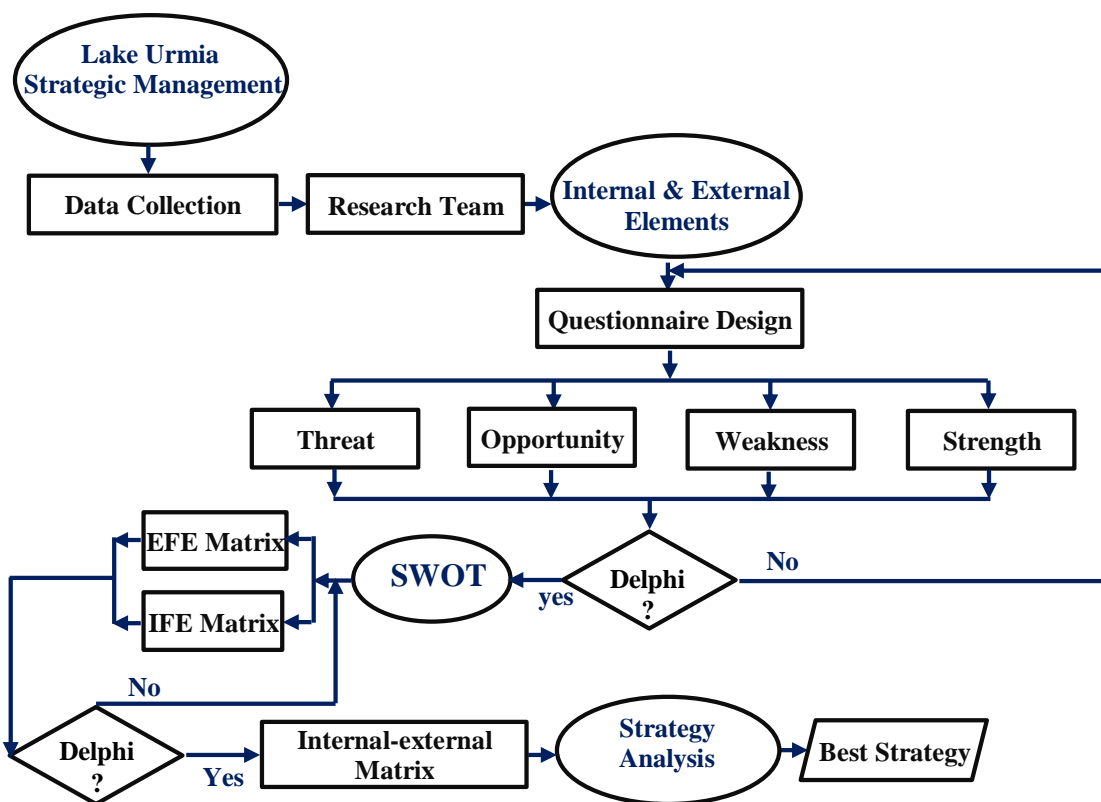 Lake Urmia
Strategic Management
Data Collection
Research Team
Internal & External
Elements
Questionnaire Design
Threat
Opportunity
Weakness
Strength
EFE Matrix
IFE Matrix
SWOT
yes
Delphi
?
No
No
Delphi
?
Yes
Internal-external
Matrix
Strategy
Analysis
Best Strategy